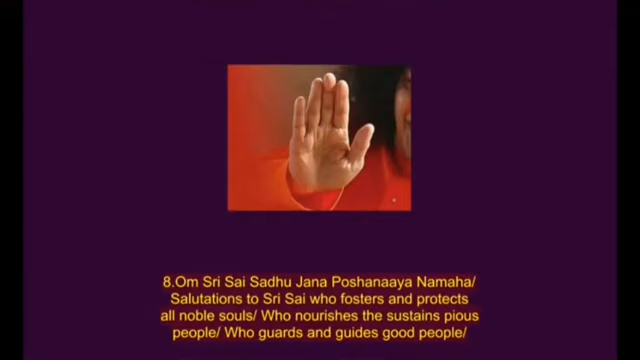 8.Om Sri Sai Sadhu Jana Poshanaaya Namaha/
Salutations to Sri Sai who fosters and protects
all noble souls/ Who nourishes the sustains pious
people/ Who guards and guides good people/